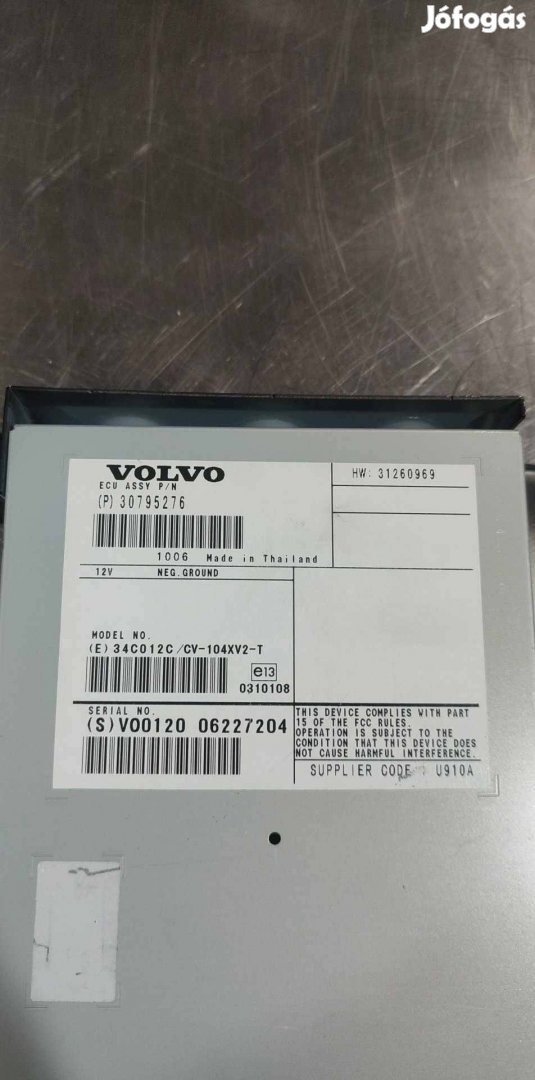 Jófogás
VOLVO
ECU ASSY P/N
(P) 30795276
HW: 31260969
1006 Made in Thailand
12V NEG. GROUND
MODEL NO.
(E) 34C012C/CV-104XV2-T
e13
0310108
SERIAL NO.
(S) V00120 06227204
THIS DEVICE COMPLIES WITH PART
15 OF THE FCC RULES.
OPERATION IS SUBJECT TO THE
CONDITION THAT THIS DEVICE DOES
NOT CAUSE HARMFUL INTERFERENCE.
SUPPLIER CODE U910A